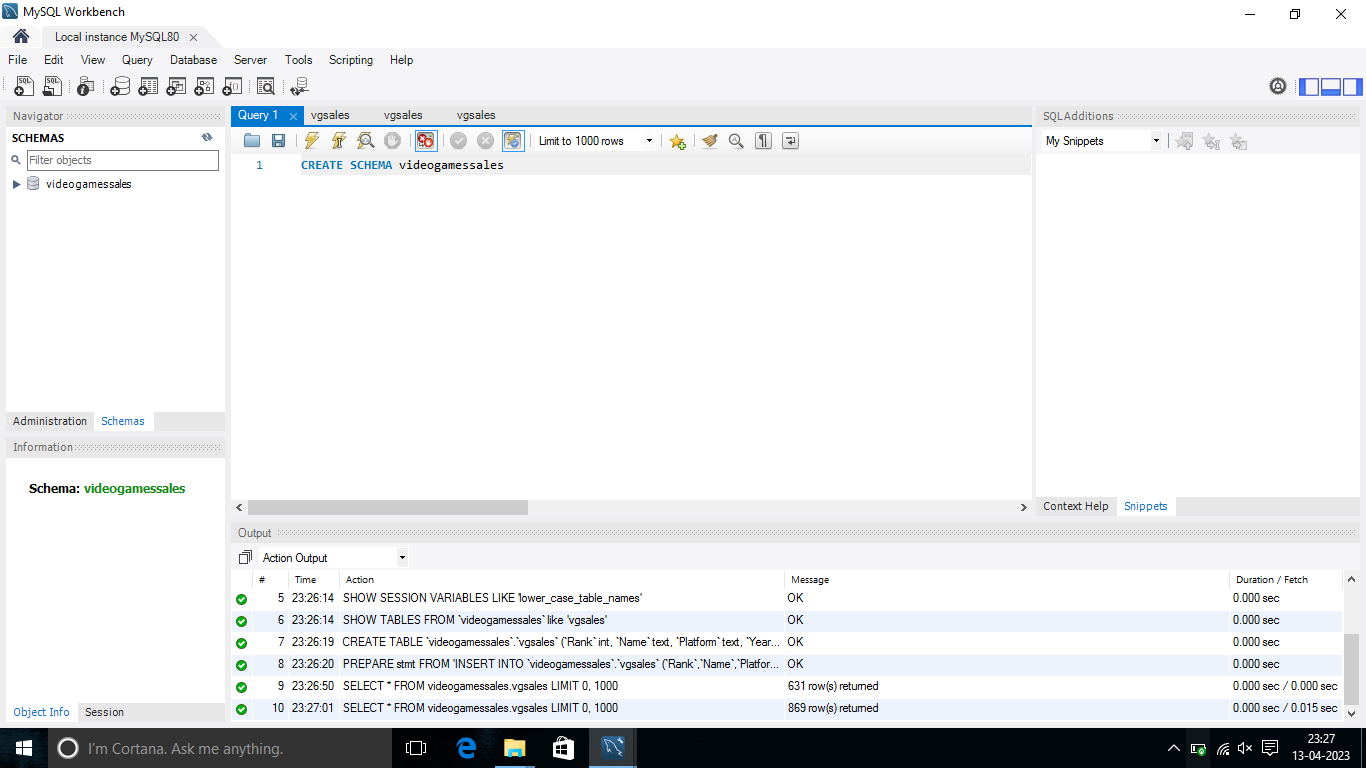 MySQL Workbench
Local instance MySQL80
File Edit View Query Database Server Tools Scripting Help
Navigator
SCHEMAS
Filter objects
videogamessales
Administration Schemas
Information
Schema: videogamessales
Object Info Session
Query 1 vgsales vgsales vgsales
Limit to 1000 rows
1 CREATE SCHEMA videogamessales
SQLAdditions
My Snippets
Context Help Snippets
Output
Action Output
# Time Action Message Duration / Fetch
5 23:26:14 SHOW SESSION VARIABLES LIKE 'lower_case_table_names' OK 0.000 sec
6 23:26:14 SHOW TABLES FROM `videogamessales` like 'vgsales' OK 0.000 sec
7 23:26:19 CREATE TABLE `videogamessales`.`vgsales` (`Rank` int, `Name` text, `Platform` text, `Year... OK 0.000 sec
8 23:26:20 PREPARE stmt FROM 'INSERT INTO `videogamessales`.`vgsales` (`Rank`,`Name`,`Platfor... OK 0.000 sec
9 23:26:50 SELECT * FROM videogamessales.vgsales LIMIT 0, 1000 631 row(s) returned 0.000 sec / 0.000 sec
10 23:27:01 SELECT * FROM videogamessales.vgsales LIMIT 0, 1000 869 row(s) returned 0.000 sec / 0.015 sec
I'm Cortana. Ask me anything.
23:27
13-04-2023